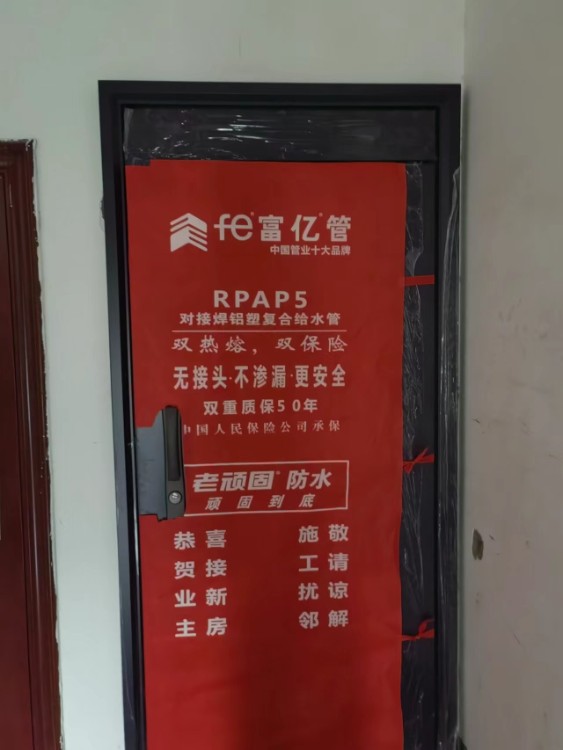 fe® 富亿®管
中国管业十大品牌
RPAP5
对接焊铝塑复合给水管
双热熔，双保险
无接头·不渗漏·更安全
双重质保50年
中国人民保险公司承保
老顽固®防水
顽固到底
恭喜
贺接
业新
主房
施敬
工请
扰谅
邻解